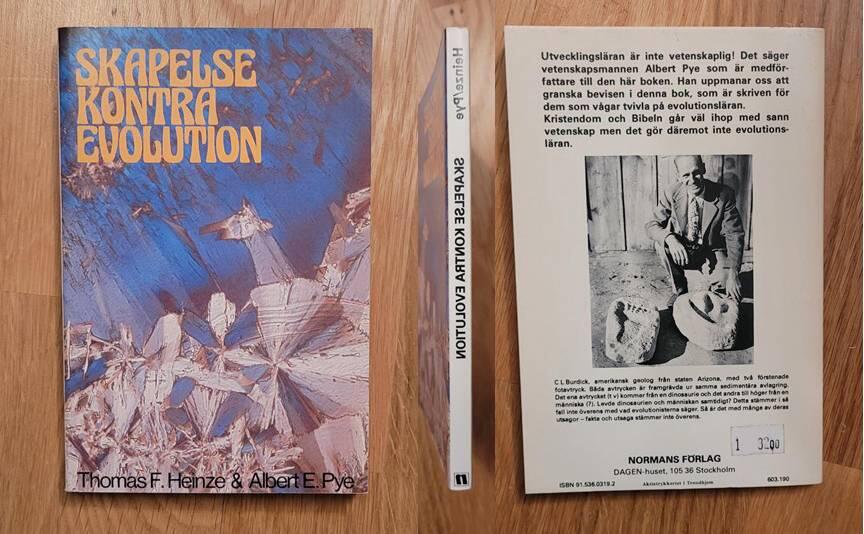 SKAPELSE
KONTRA
EVOLUTION
Thomas F. Heinze & Albert E. Pye
Heinze/Pye
SKAPELSE KONTRA EVOLUTION
n
Utvecklingsläran är inte vetenskaplig! Det säger
vetenskapsmannen Albert Pye som är medför-
fattare till den här boken. Han uppmanar oss att
granska bevisen i denna bok, som är skriven för
dem som vågar tvivla på evolutionsläran.
Kristendom och Bibeln går väl ihop med sann
vetenskap men det gör däremot inte evolutions-
läran.
C L Burdick, amerikansk geolog från staten Arizona, med två förstenade
fotavtryck. Båda avtrycken är framgrävda ur samma sedimentära avlagring.
Det ena avtrycket (t v) kommer från en dinosaurie och det andra till höger från en
människa (?). Levde dinosaurien och människan samtidigt? Detta stämmer i så
fall inte överens med vad evolutionisterna säger. Så är det med många av deras
utsagor – fakta och utsaga stämmer inte överens.
1 3200
NORMANS FÖRLAG
DAGEN-huset, 105 36 Stockholm
ISBN 91.536.0319.2
Aktietrykkeriet i Trondhjem
603.190